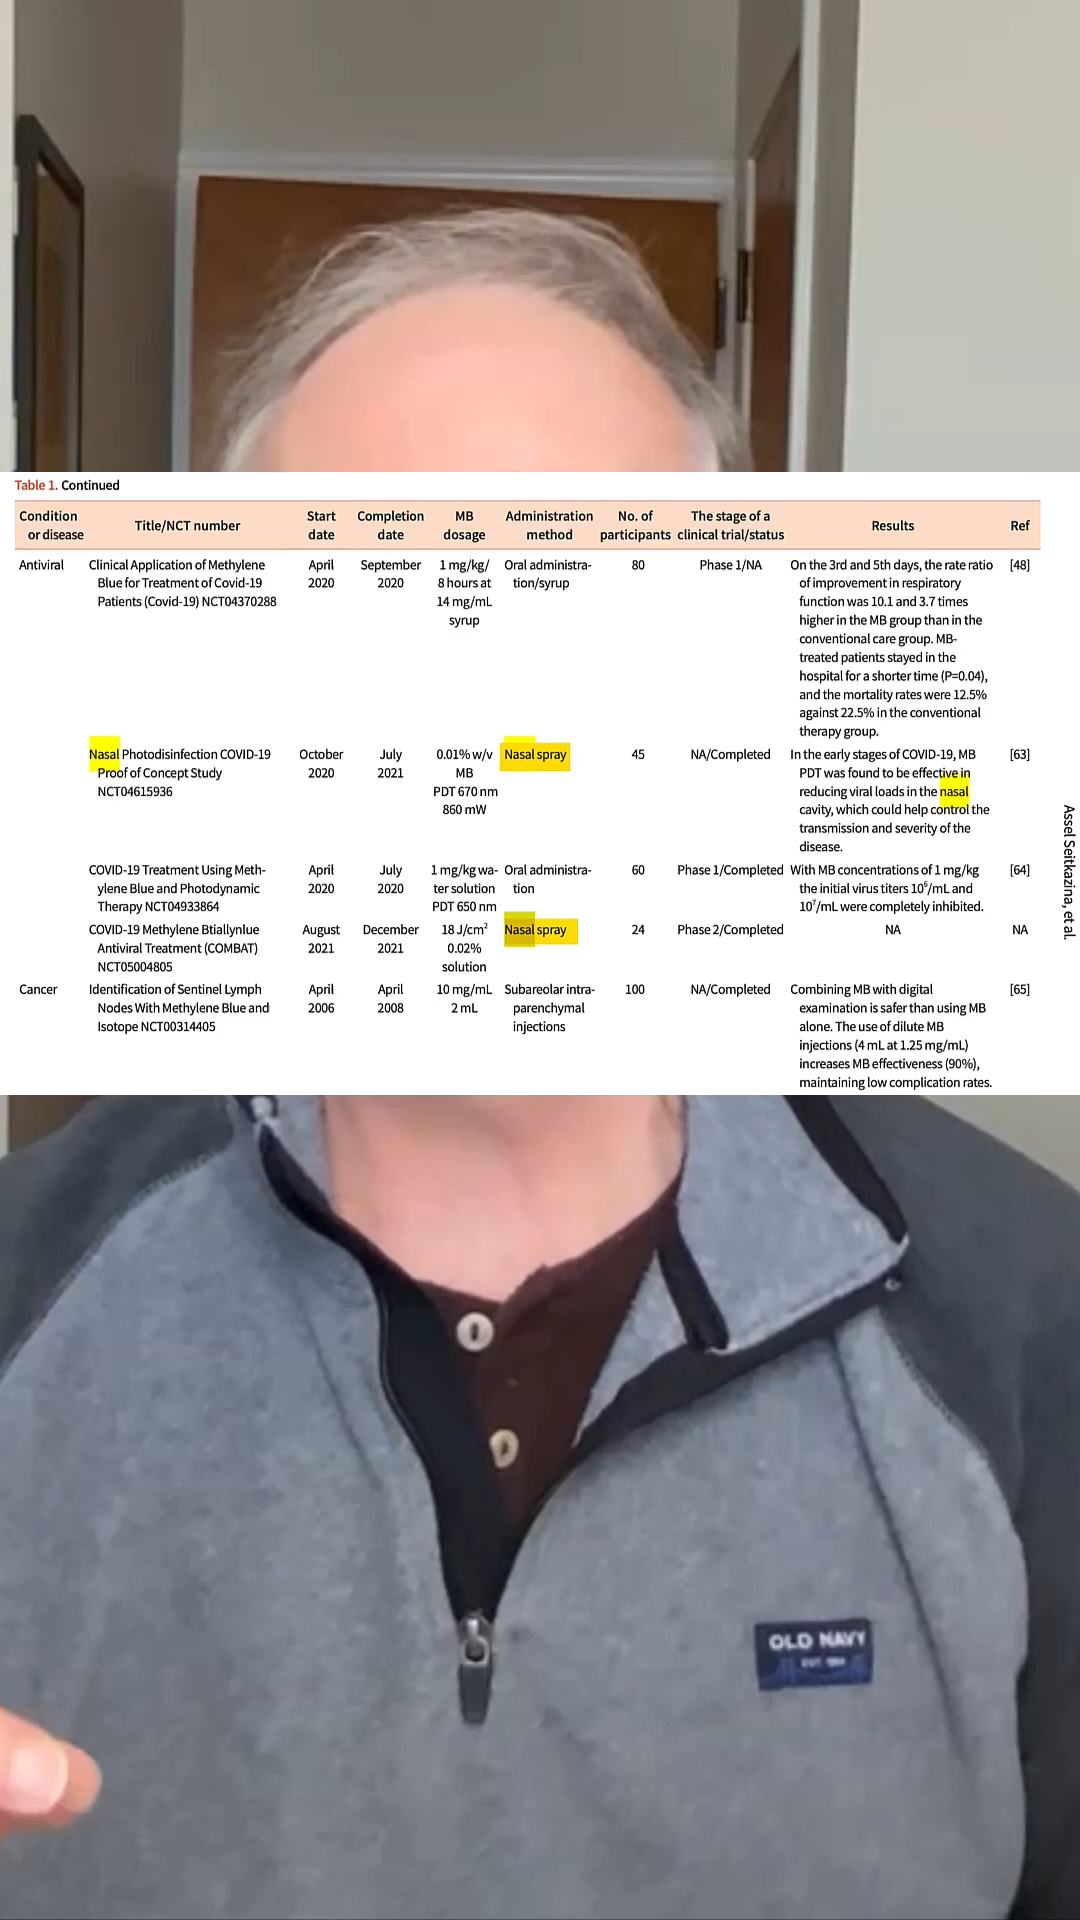 Table 1. Continued
Condition or disease Title/NCT number Start date Completion date MB dosage Administration method No. of participants The stage of a clinical trial/status Results Ref
Antiviral
Clinical Application of Methylene
Blue for Treatment of Covid-19
Patients (Covid-19) NCT04370288
April
2020
September
2020
1 mg/kg/
8 hours at
14 mg/mL
syrup
Oral administra-
tion/syrup
80
Phase 1/NA
On the 3rd and 5th days, the rate ratio
of improvement in respiratory
function was 10.1 and 3.7 times
higher in the MB group than in the
conventional care group. MB-
treated patients stayed in the
hospital for a shorter time (P=0.04),
and the mortality rates were 12.5%
against 22.5% in the conventional
therapy group.
[48]
Nasal Photodisinfection COVID-19
Proof of Concept Study
NCT04615936
October
2020
July
2021
0.01% w/v
MB
PDT 670 nm
860 mW
Nasal spray
45
NA/Completed
In the early stages of COVID-19, MB
PDT was found to be effective in
reducing viral loads in the nasal
cavity, which could help control the
transmission and severity of the
disease.
[63]
COVID-19 Treatment Using Meth-
ylene Blue and Photodynamic
Therapy NCT04933864
April
2020
July
2020
1 mg/kg wa-
ter solution
PDT 650 nm
Oral administra-
tion
60
Phase 1/Completed
With MB concentrations of 1 mg/kg
the initial virus titers 10⁶/mL and
10⁷/mL were completely inhibited.
[64]
COVID-19 Methylene Btiallynlue
Antiviral Treatment (COMBAT)
NCT05004805
August
2021
December
2021
18 J/cm²
0.02%
solution
Nasal spray
24
Phase 2/Completed
NA
NA
Cancer
Identification of Sentinel Lymph
Nodes With Methylene Blue and
Isotope NCT00314405
April
2006
April
2008
10 mg/mL
2 mL
Subareolar intra-
parenchymal
injections
100
NA/Completed
Combining MB with digital
examination is safer than using MB
alone. The use of dilute MB
injections (4 mL at 1.25 mg/mL)
increases MB effectiveness (90%),
maintaining low complication rates.
[65]
Assel Seitkazina, et al.
OLD NAVY